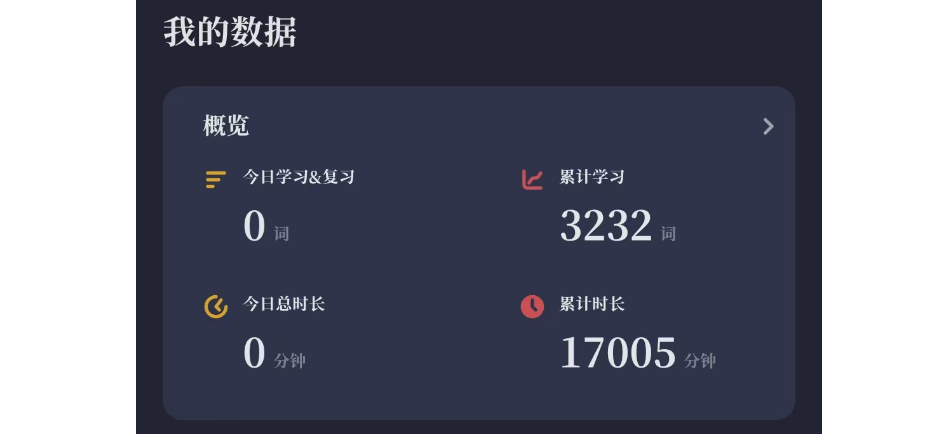 我的数据
概览
今日学习&复习
累计学习
0 词
3232 词
今日总时长
累计时长
0 分钟
17005 分钟